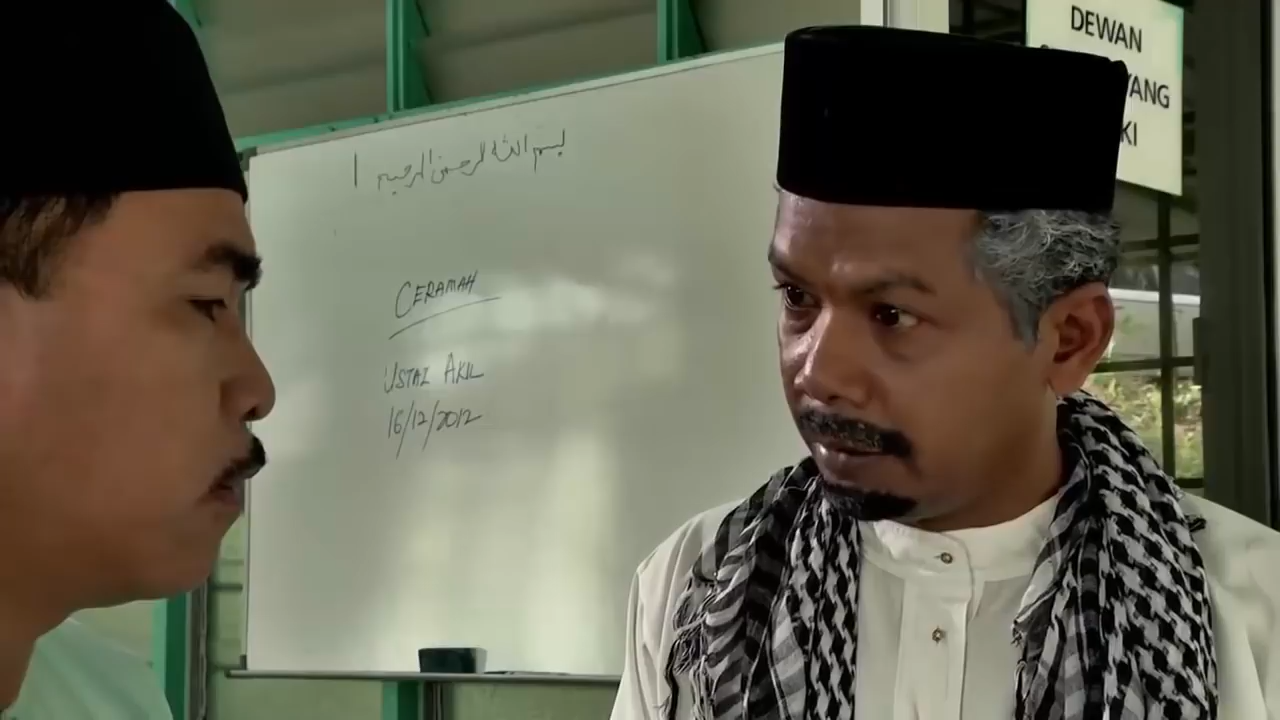 بسم الله الرحمن الرحيم
CERAMAH
USTAZ AKIL
16/12/2012
DEWAN
YANG
KI